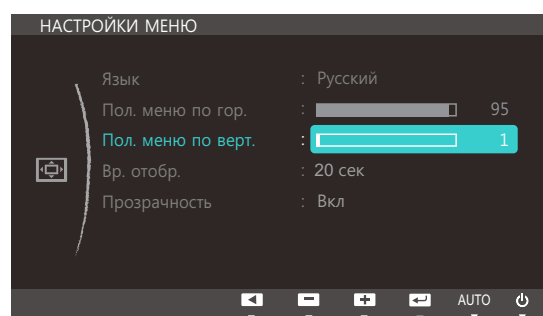 НАСТРОЙКИ МЕНЮ
Язык : Русский
Пол. меню по гор. : 95
Пол. меню по верт. : 1
Вр. отобр. : 20 сек
Прозрачность : Вкл
AUTO